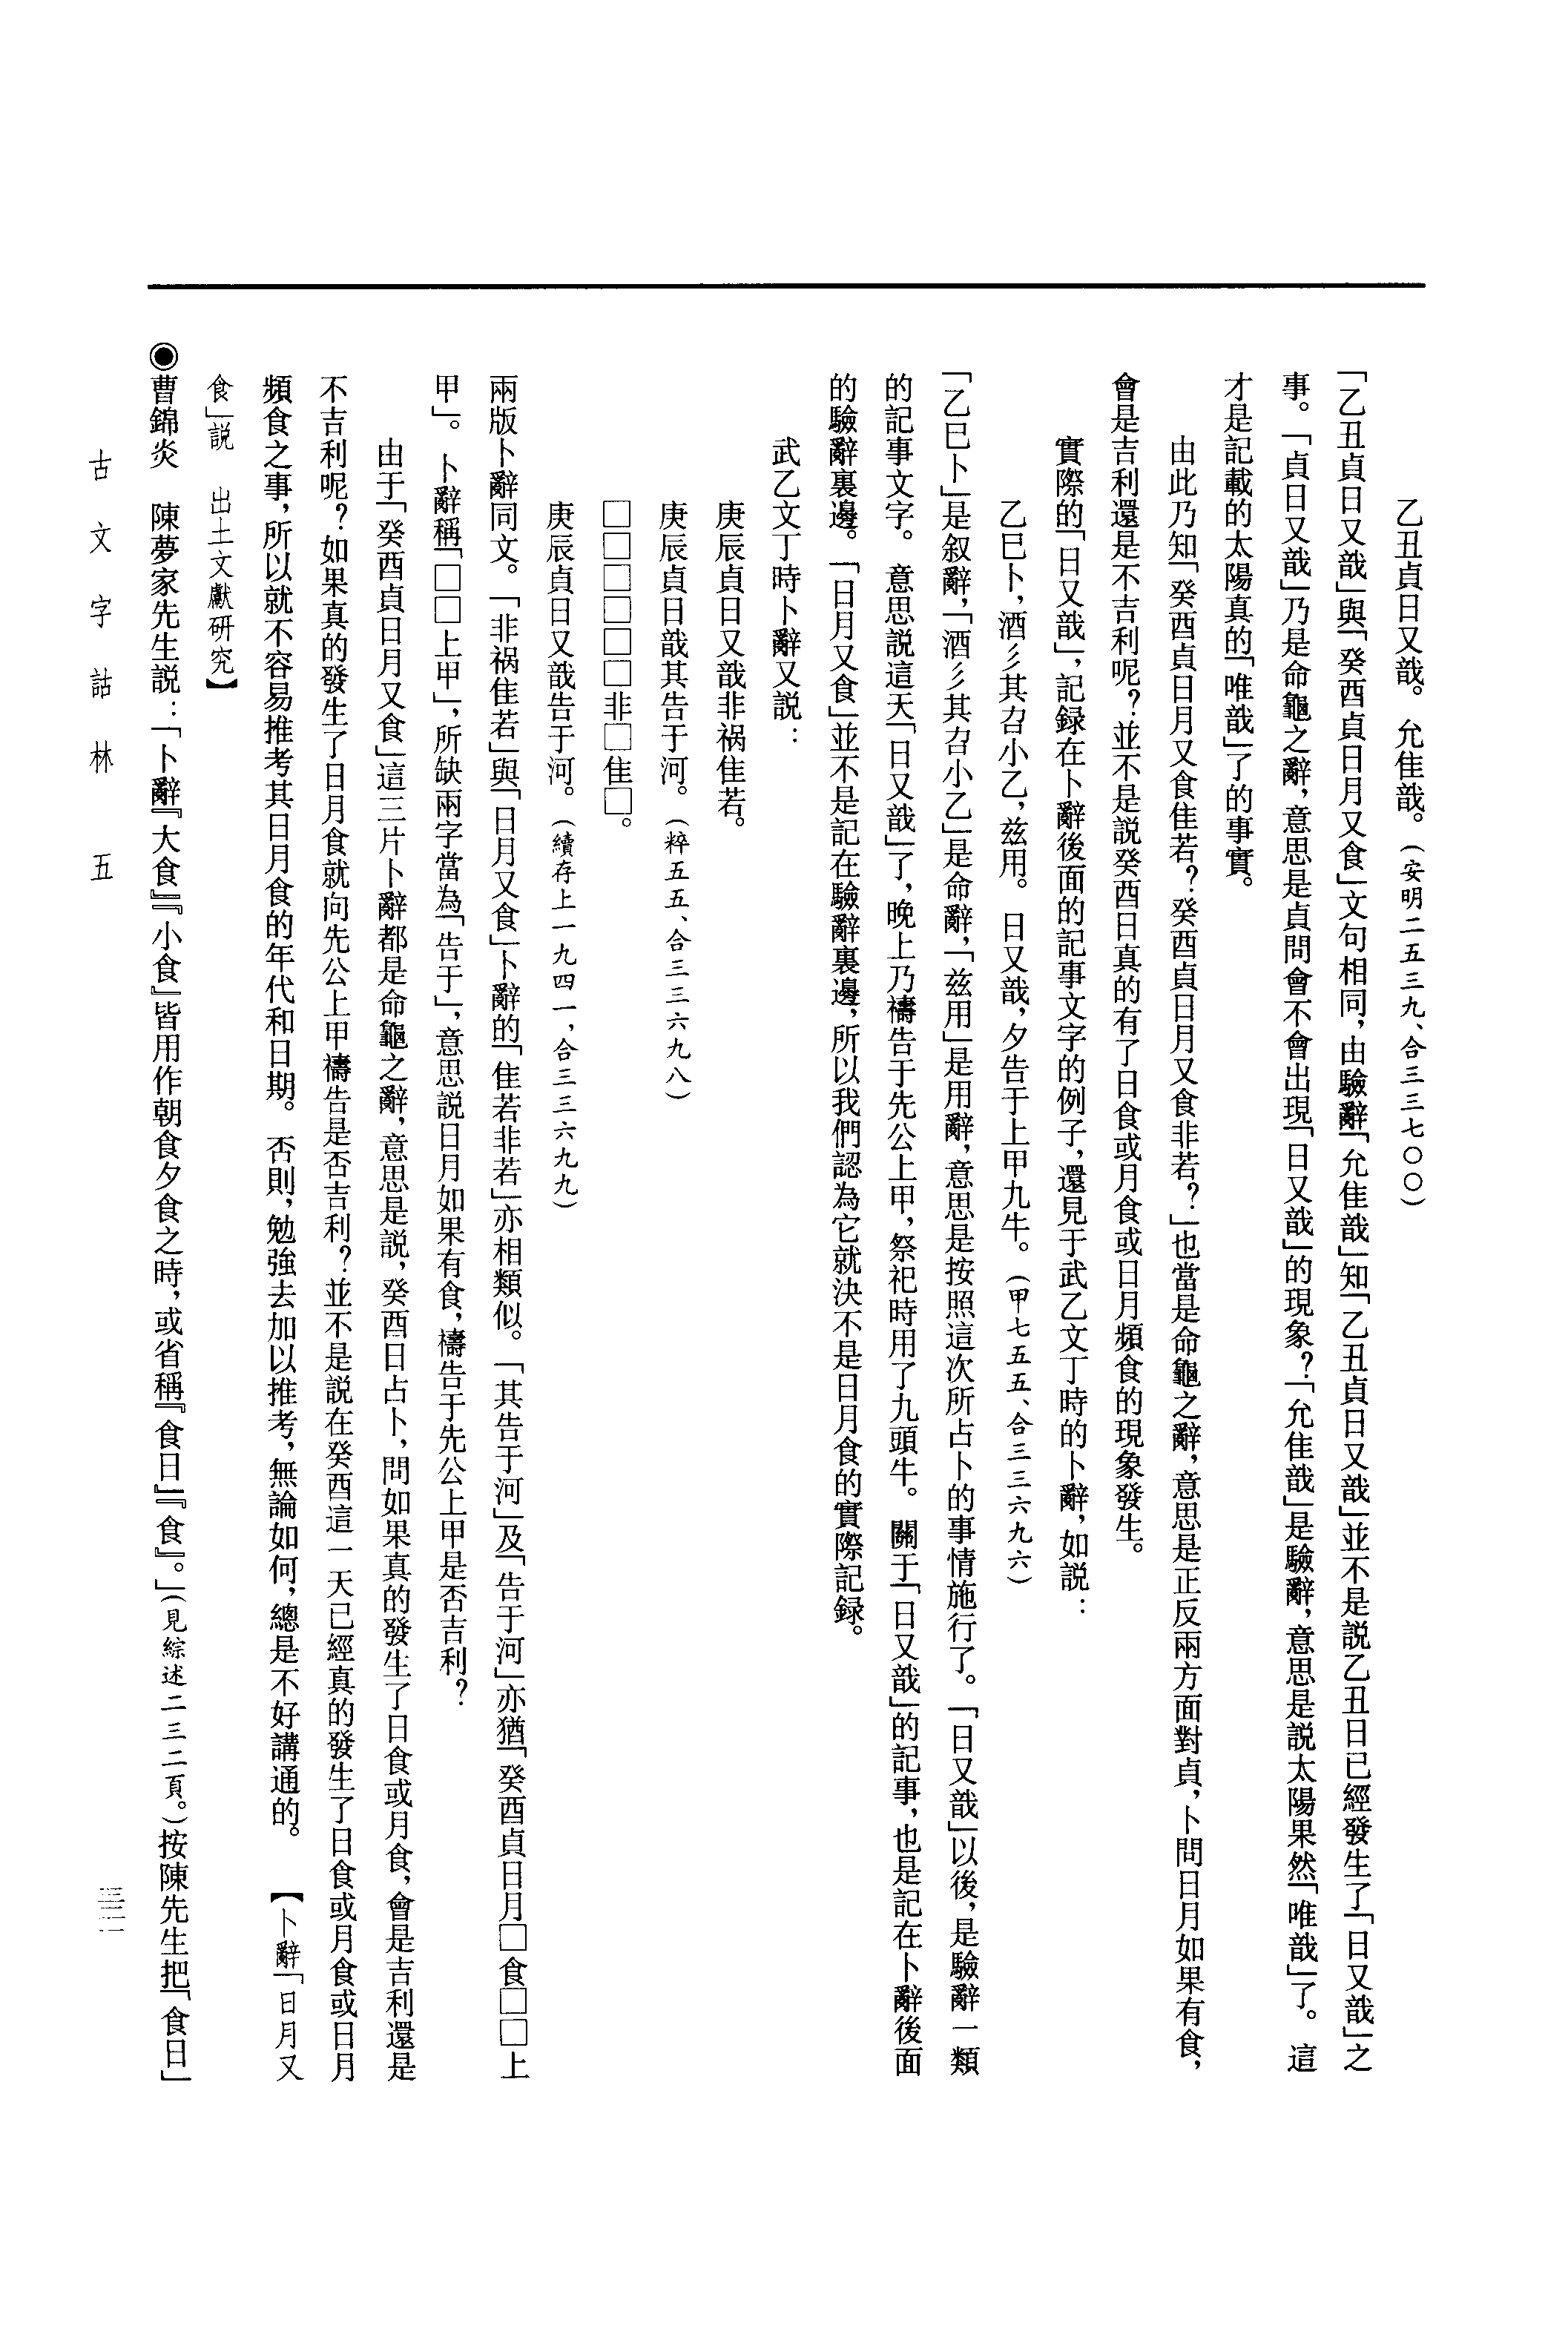 乙丑貞日又戠。允隹戠。(安明二五三九、合三三七〇〇)
「乙丑貞日又戠」與「癸酉貞日月又食」文句相同，由驗辭「允隹戠」知「乙丑貞日又戠」並不是説乙丑日已經發生了「日又戠」之
事。「貞日又戠」乃是命龜之辭，意思是貞問會不會出現「日又戠」的現象？「允隹戠」是驗辭，意思是説太陽果然「唯戠」了。這
才是記載的太陽真的「唯戠」了的事實。
由此乃知「癸酉貞日月又食隹若？癸酉貞日月又食非若？」也當是命龜之辭，意思是正反兩方面對貞，卜問日月如果有食，
會是吉利還是不吉利呢？並不是説癸酉日真的有了日食或月食或日月頻食的現象發生。
實際的「日又戠」，記録在卜辭後面的記事文字的例子，還見于武乙文丁時的卜辭，如説：
乙巳卜，酒彡其召小乙，兹用。日又戠，夕告于上甲九牛。(甲七五五、合三三六九六)
「乙巳卜」是叙辭，「酒彡其召小乙」是命辭，「兹用」是用辭，意思是按照這次所占卜的事情施行了。「日又戠」以後，是驗辭一類
的記事文字。意思説這天「日又戠」了，晚上乃禱告于先公上甲，祭祀時用了九頭牛。關于「日又戠」的記事，也是記在卜辭後面
的驗辭裏邊。「日月又食」並不是記在驗辭裏邊，所以我們認為它就決不是日月食的實際記録。
武乙文丁時卜辭又説：
庚辰貞日又戠非禍隹若。
庚辰貞日戠其告于河。(粹五五、合三三六九八)
□□□□□□非□隹□。
庚辰貞日又戠告于河。(續存上一九四一，合三三六九九)
兩版卜辭同文。「非禍隹若」與「日月又食」卜辭的「隹若非若」亦相類似。「其告于河」及「告于河」亦猶「癸酉貞日月□食□□上
甲」。卜辭稱「□□上甲」，所缺兩字當為「告于」，意思説日月如果有食，禱告于先公上甲是否吉利？
由于「癸酉貞日月又食」這三片卜辭都是命龜之辭，意思是説，癸酉日占卜，問如果真的發生了日食或月食，會是吉利還是
不吉利呢？如果真的發生了日月食就向先公上甲禱告是否吉利？並不是説在癸酉這一天已經真的發生了日食或月食或日月
頻食之事，所以就不容易推考其日月食的年代和日期。否則，勉強去加以推考，無論如何，總是不好講通的。　【卜辭「日月又
食」説　出土文獻研究】
◉曹錦炎　陳夢家先生説：「卜辭『大食』『小食』皆用作朝食夕食之時，或省稱『食日』『食』。」(見綜述二三二頁。)按陳先生把「食日」
古文字詁林　五